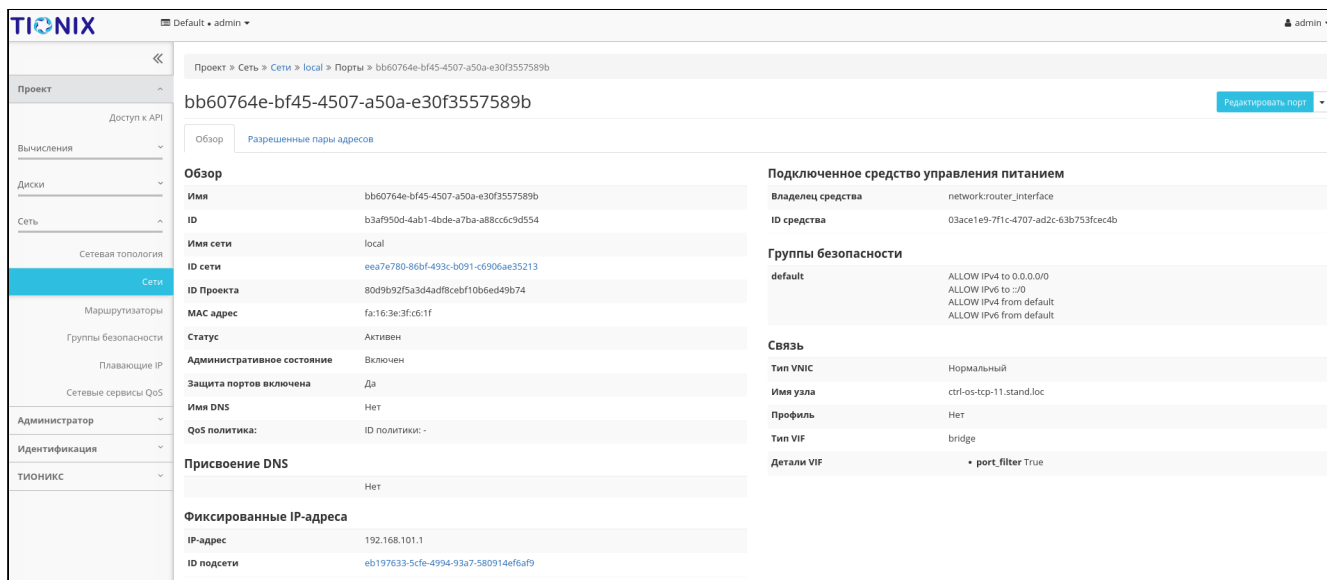 TIONIX
Default • admin
admin
Проект » Сеть » Сети » local » Порты » bb60764e-bf45-4507-a50a-e30f3557589b
Проект
Доступ к API
Вычисления
Диски
Сеть
Сетевая топология
Сети
Маршрутизаторы
Группы безопасности
Плавающие IP
Сетевые сервисы QoS
Администратор
Идентификация
ТИОНИКС
bb60764e-bf45-4507-a50a-e30f3557589b
Редактировать порт
Обзор
Разрешенные пары адресов
Обзор
Имя bb60764e-bf45-4507-a50a-e30f3557589b
ID b3af950d-4ab1-4bde-a7ba-a88cc6c9d554
Имя сети local
ID сети eea7e780-86bf-493c-b091-c6906ae35213
ID Проекта 80d9b92f5a3d4adf8cebf10b6ed49b74
MAC адрес fa:16:3e:3f:c6:1f
Статус Активен
Административное состояние Включен
Защита портов включена Да
Имя DNS Нет
QoS политика: ID политики: -
Присвоение DNS
Нет
Фиксированные IP-адреса
IP-адрес 192.168.101.1
ID подсети eb197633-5cfe-4994-93a7-580914ef6af9
Подключенное средство управления питанием
Владелец средства network:router_interface
ID средства 03ace1e9-7f1c-4707-ad2c-63b753fcec4b
Группы безопасности
default ALLOW IPv4 to 0.0.0.0/0
ALLOW IPv6 to ::/0
ALLOW IPv4 from default
ALLOW IPv6 from default
Связь
Тип VNIC Нормальный
Имя узла ctrl-os-tcp-11.stand.loc
Профиль Нет
Тип VIF bridge
Детали VIF • port_filter True